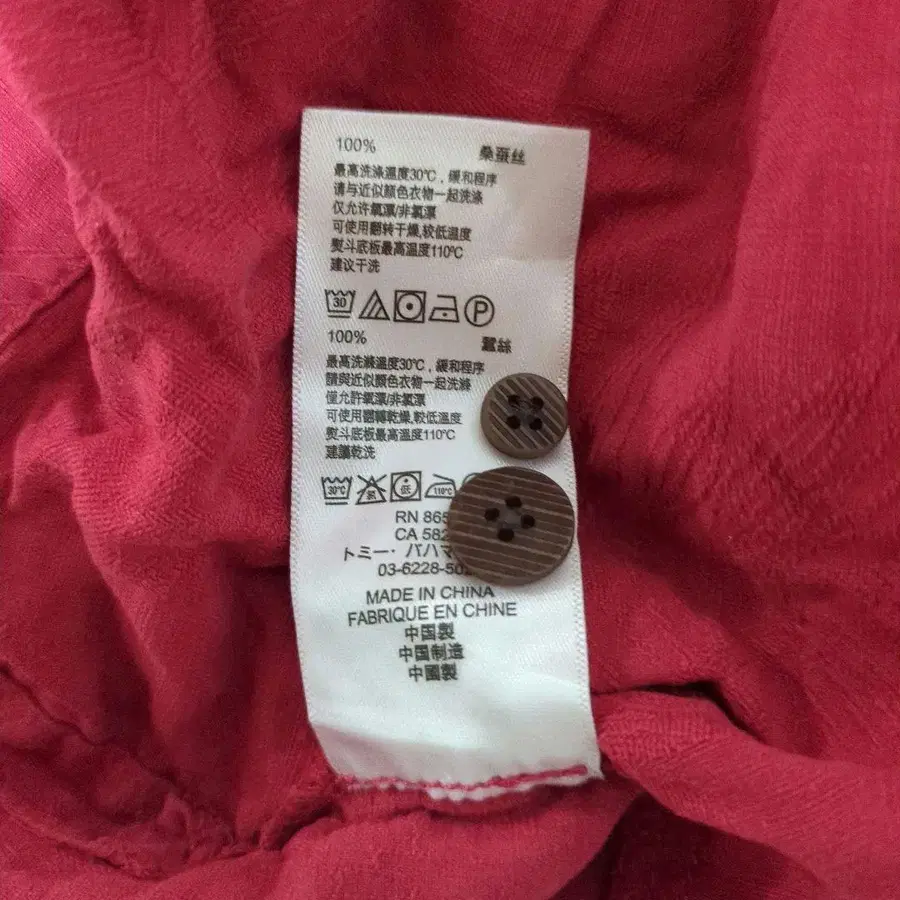 100% 桑蚕丝
最高洗涤温度30℃，缓和程序
请与近似颜色衣物一起洗涤
仅允许氧漂/非氯漂
可使用翻转干燥,较低温度
熨斗底板最高温度110℃
建议干洗
30 P
100% 蠶絲
最高洗滌溫度30℃，緩和程序
請與近似顏色衣物一起洗滌
僅允許氧漂/非氯漂
可使用翻轉乾燥,較低溫度
熨斗底板最高溫度110℃
建議乾洗
30℃ 氯 低 110℃
RN 865
CA 582
トミー・バハマ
03-6228-50
MADE IN CHINA
FABRIQUE EN CHINE
中国製
中国制造
中國製